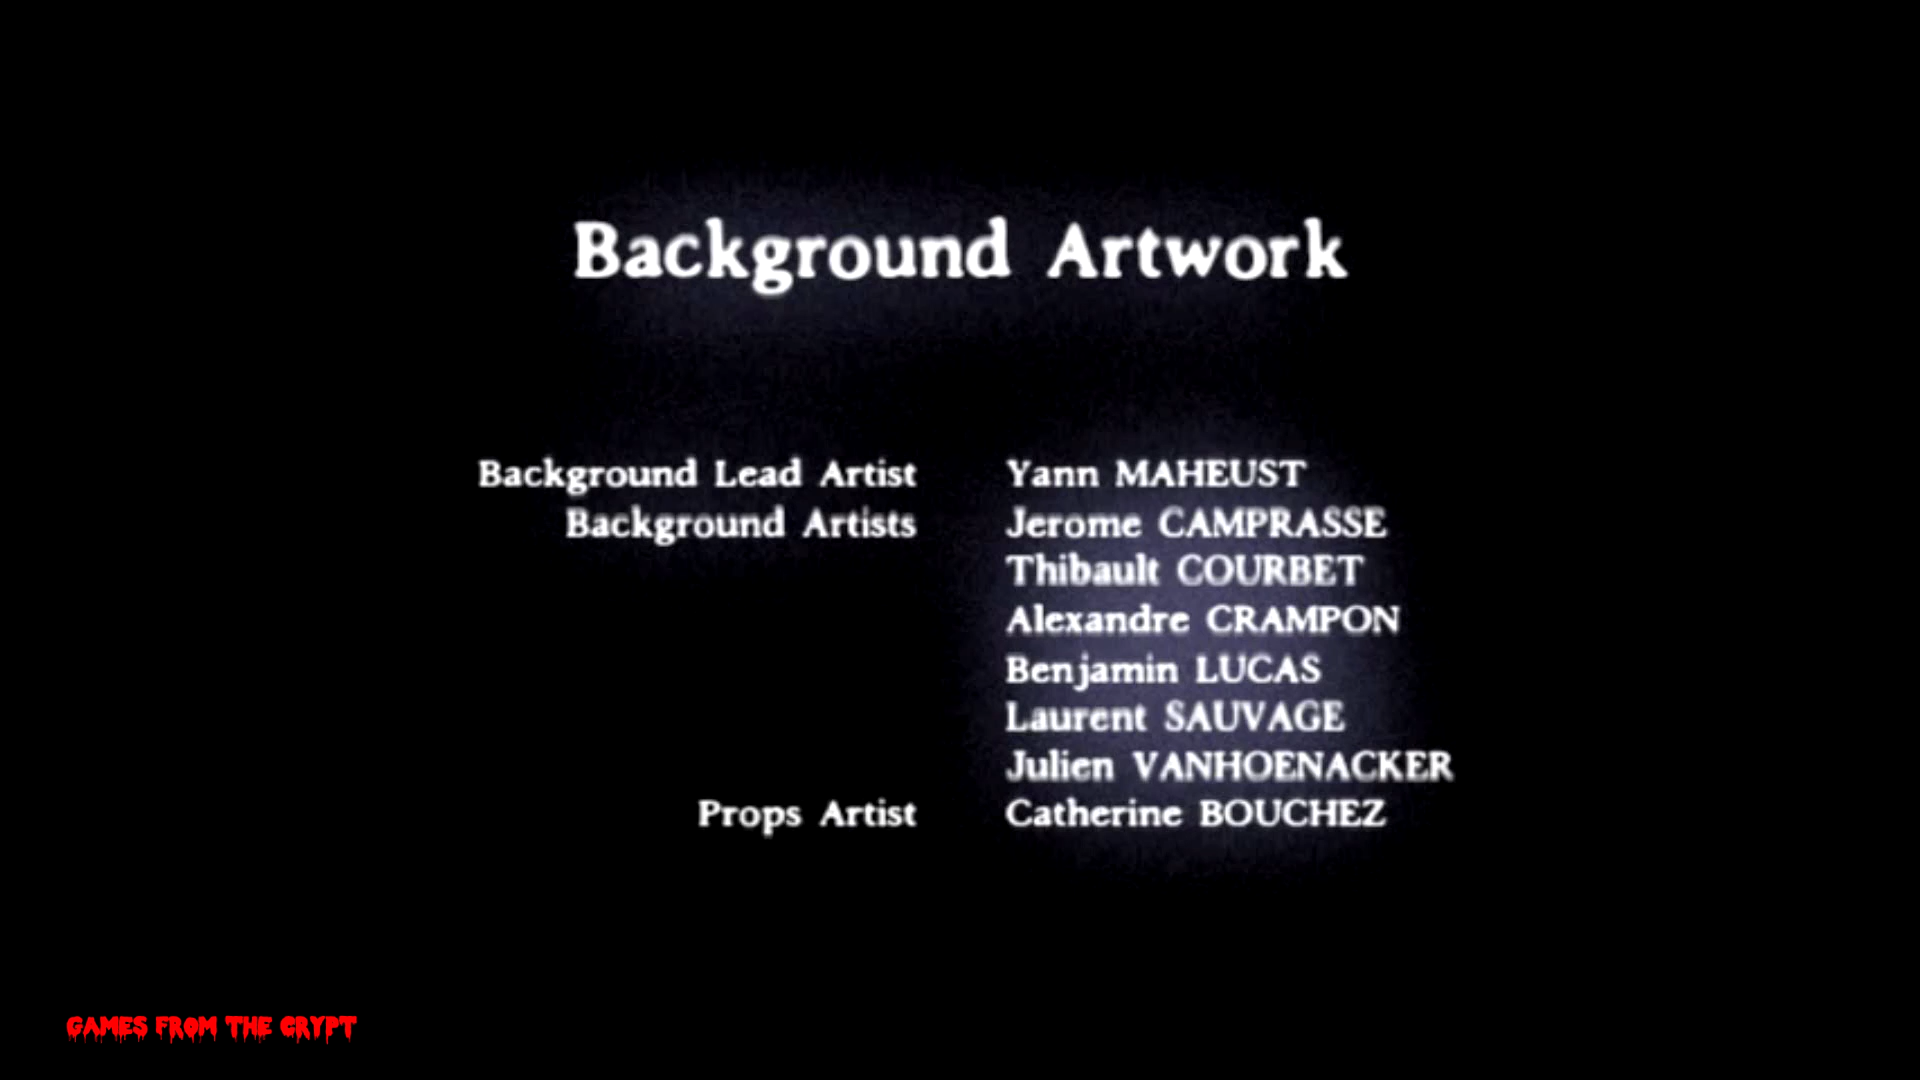 Background Artwork
Background Lead Artist Yann MAHEUST
Background Artists Jerome CAMPRASSE
Thibault COURBET
Alexandre CRAMPON
Benjamin LUCAS
Laurent SAUVAGE
Julien VANHOENACKER
Props Artist Catherine BOUCHEZ
GAMES FROM THE CRYPT